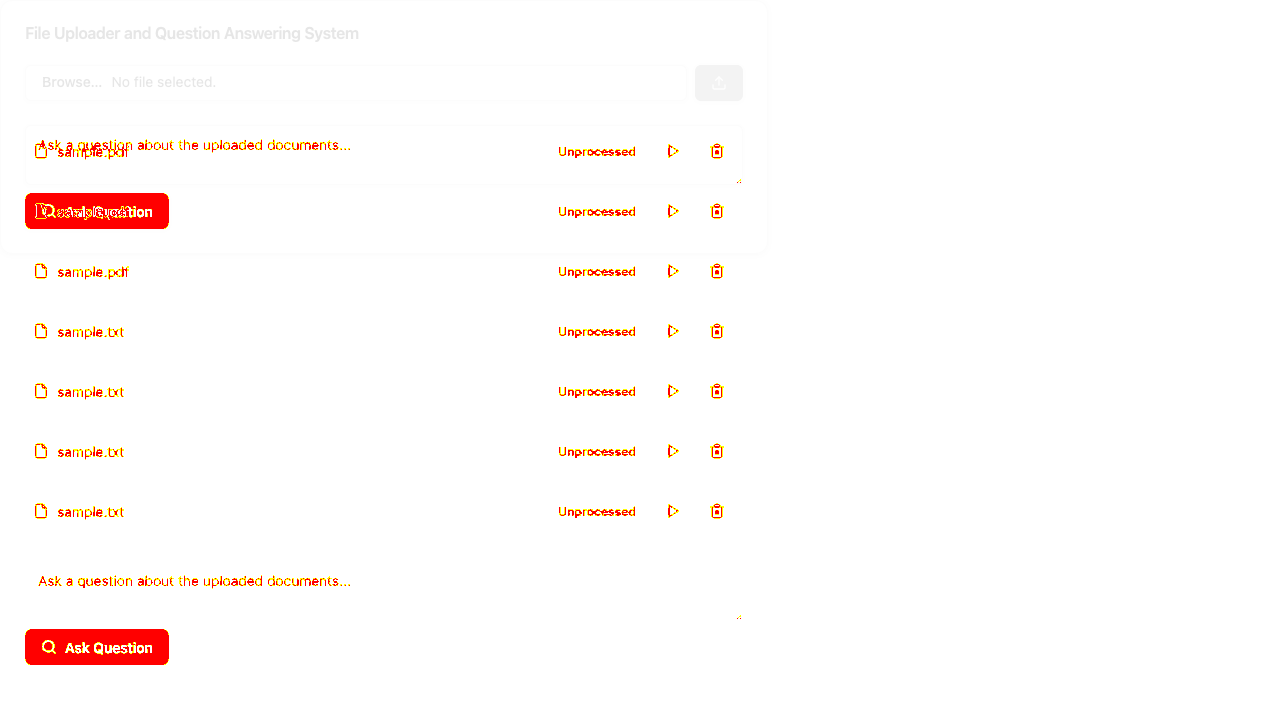 File Uploader and Question Answering System
Browse... No file selected.
Ask a question about the uploaded documents...
sample.pdf Unprocessed
Ask Question
Unprocessed
sample.pdf Unprocessed
sample.txt Unprocessed
sample.txt Unprocessed
sample.txt Unprocessed
sample.txt Unprocessed
Ask a question about the uploaded documents...
Ask Question